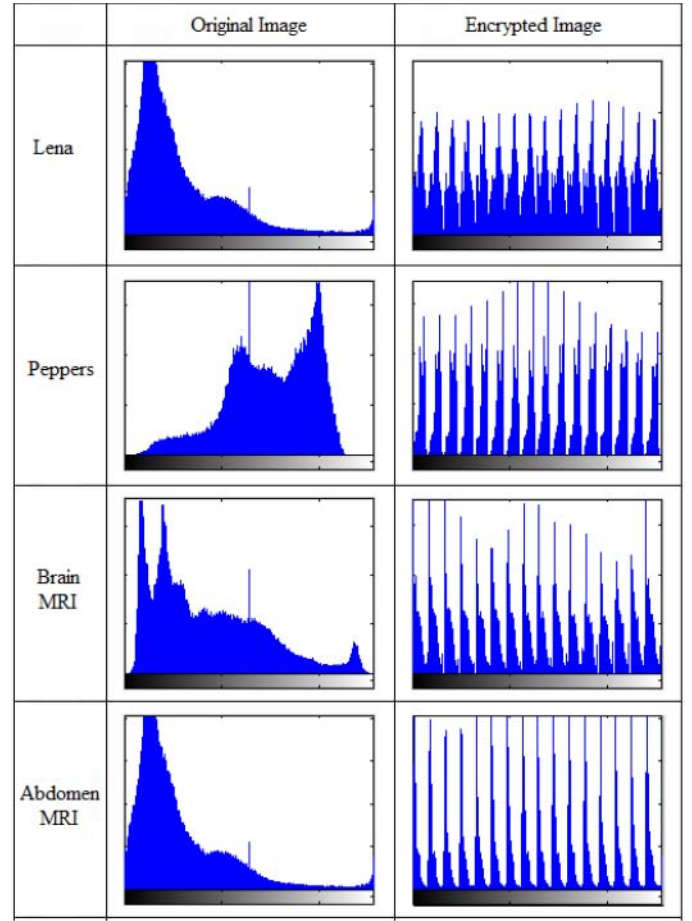 Original Image
Encrypted Image
Lena
Peppers
Brain
MRI
Abdomen
MRI